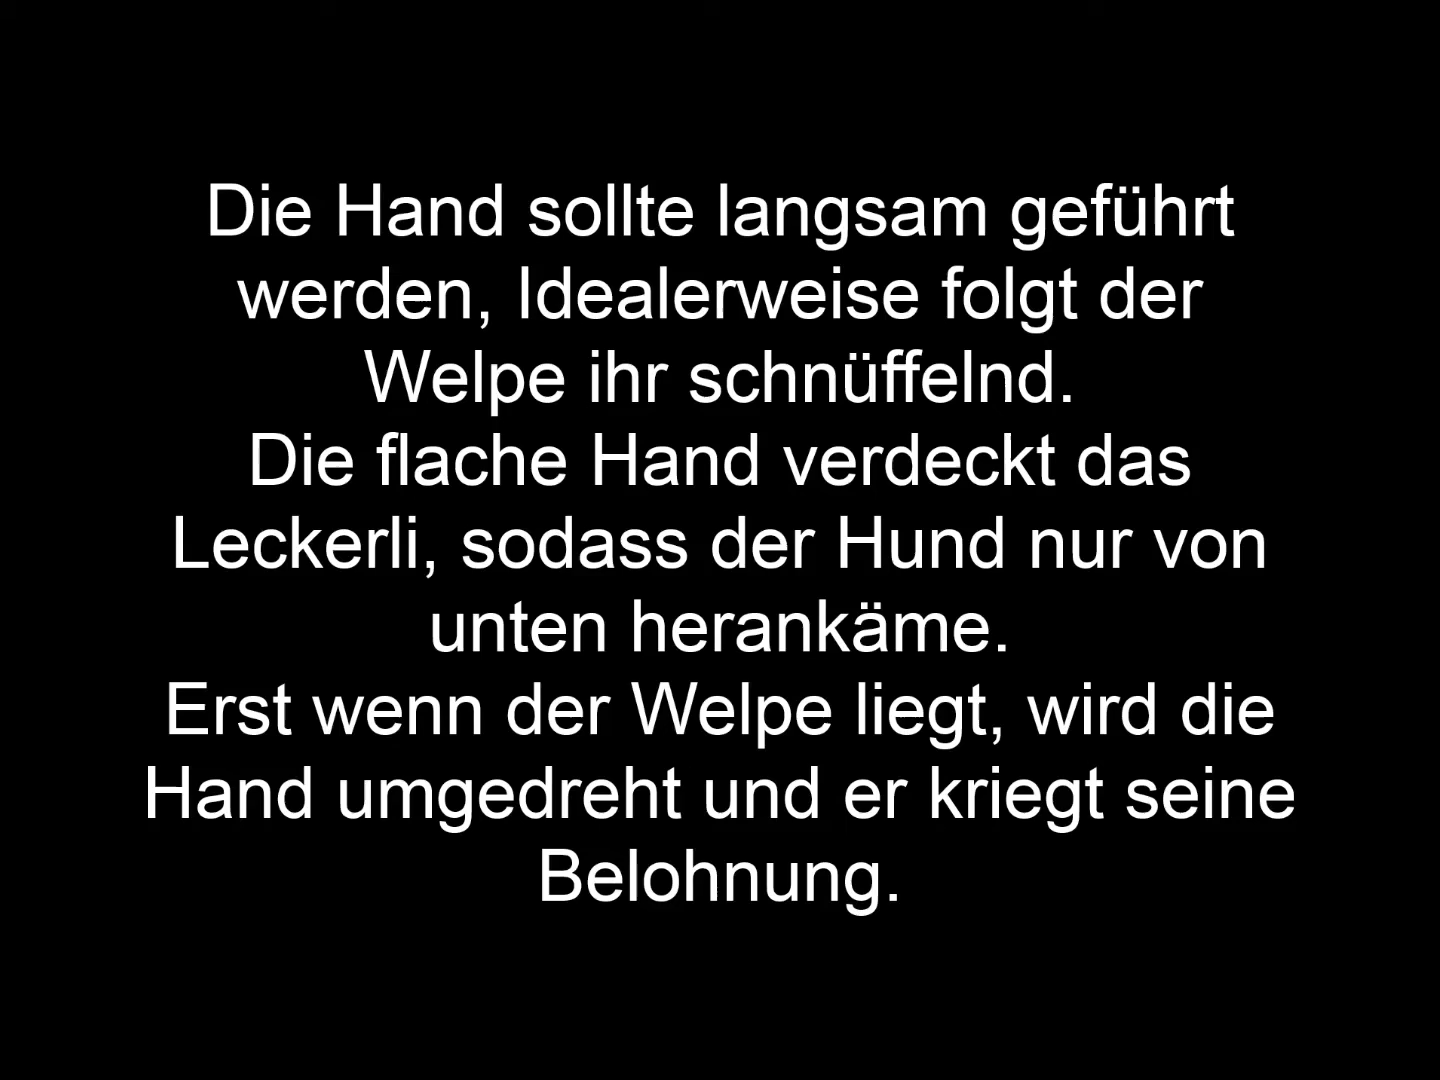 Die Hand sollte langsam geführt
werden, Idealerweise folgt der
Welpe ihr schnüffelnd.
Die flache Hand verdeckt das
Leckerli, sodass der Hund nur von
unten herankäme.
Erst wenn der Welpe liegt, wird die
Hand umgedreht und er kriegt seine
Belohnung.